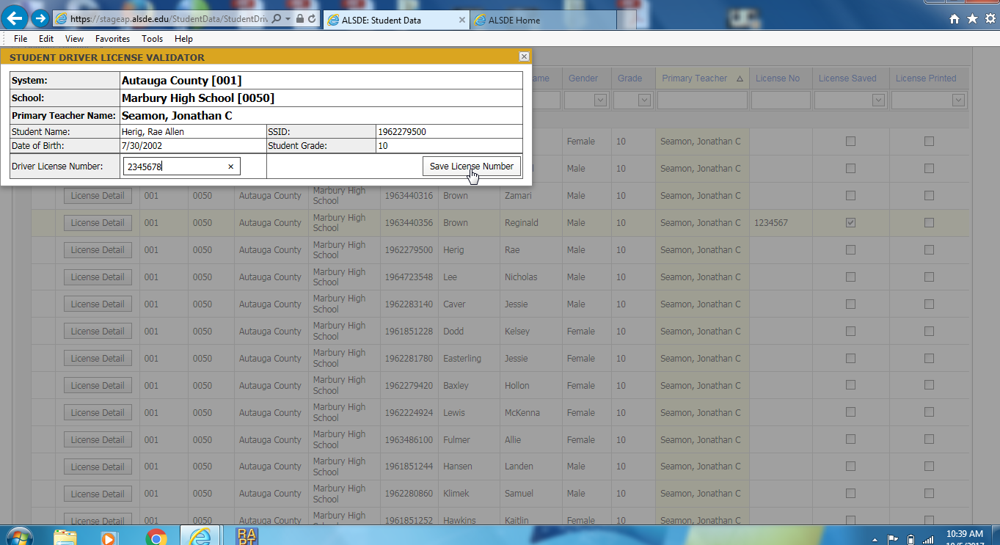 https://stageap.alsde.edu/StudentData/StudentDriv
ALSDE: Student Data
ALSDE Home
File Edit View Favorites Tools Help
STUDENT DRIVER LICENSE VALIDATOR
System: Autauga County [001]
School: Marbury High School [0050]
Primary Teacher Name: Seamon, Jonathan C
Student Name: Herig, Rae Allen SSID: 1962279500
Date of Birth: 7/30/2002 Student Grade: 10
Driver License Number: 2345678 Save License Number
ame Gender Grade Primary Teacher License No License Saved License Printed
Female 10 Seamon, Jonathan C
Male 10 Seamon, Jonathan C
License Detail 001 0050 Autauga County Marbury High School 1963440316 Brown Zamari Male 10 Seamon, Jonathan C
License Detail 001 0050 Autauga County Marbury High School 1963440356 Brown Reginald Male 10 Seamon, Jonathan C 1234567
License Detail 001 0050 Autauga County Marbury High School 1962279500 Herig Rae Male 10 Seamon, Jonathan C
License Detail 001 0050 Autauga County Marbury High School 1964723548 Lee Nicholas Male 10 Seamon, Jonathan C
License Detail 001 0050 Autauga County Marbury High School 1962283140 Caver Jessie Male 10 Seamon, Jonathan C
License Detail 001 0050 Autauga County Marbury High School 1961851228 Dodd Kelsey Female 10 Seamon, Jonathan C
License Detail 001 0050 Autauga County Marbury High School 1962281780 Easterling Jessie Female 10 Seamon, Jonathan C
License Detail 001 0050 Autauga County Marbury High School 1962279420 Baxley Hollon Female 10 Seamon, Jonathan C
License Detail 001 0050 Autauga County Marbury High School 1962224924 Lewis McKenna Female 10 Seamon, Jonathan C
License Detail 001 0050 Autauga County Marbury High School 1963486100 Fulmer Allie Female 10 Seamon, Jonathan C
License Detail 001 0050 Autauga County Marbury High School 1961851244 Hansen Landen Male 10 Seamon, Jonathan C
License Detail 001 0050 Autauga County Marbury High School 1962280860 Klimek Samuel Male 10 Seamon, Jonathan C
License Detail 001 0050 Autauga County Marbury High 1961851252 Hawkins Kaitlin Female 10 Seamon, Jonathan C
RA
PT
10:39 AM
10/5/2017